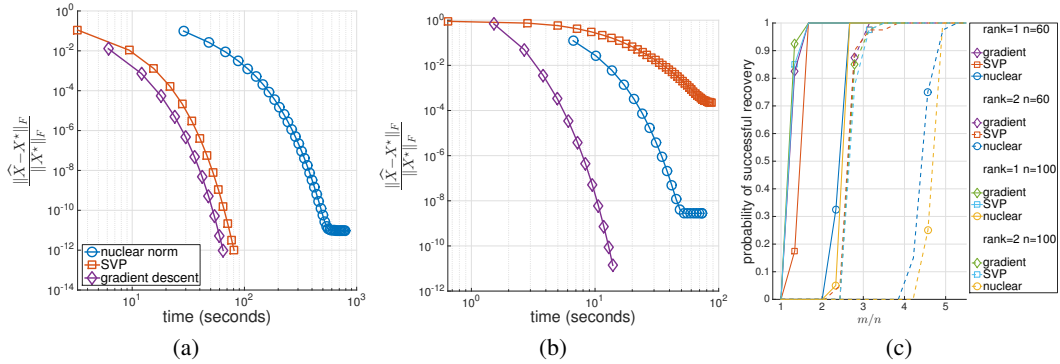 10^0
10^-2
10^-4
10^-6
10^-8
10^-10
10^-12
10^-14
‖X̂−X*‖_F
‖X*‖_F
nuclear norm
SVP
gradient descent
10^1 10^2 10^3
time (seconds)
(a)
10^0
10^-2
10^-4
10^-6
10^-8
10^-10
10^-12
‖X̂−X*‖_F
‖X*‖_F
10^0 10^1 10^2
time (seconds)
(b)
probability of successful recovery
1
0.9
0.8
0.7
0.6
0.5
0.4
0.3
0.2
0.1
0
1 2 3 4 5
m/n
rank=1 n=60
gradient
SVP
nuclear
rank=2 n=60
gradient
SVP
nuclear
rank=1 n=100
gradient
SVP
nuclear
rank=2 n=100
gradient
SVP
nuclear
(c)